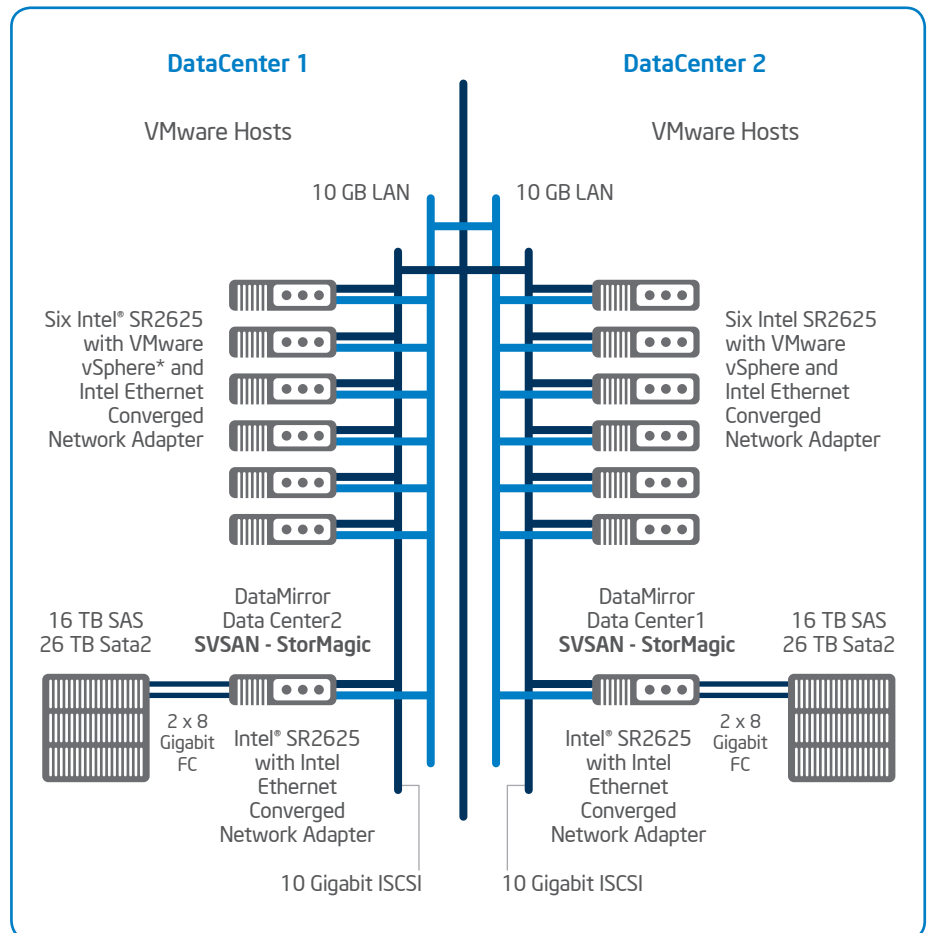 DataCenter 1
DataCenter 2
VMware Hosts
VMware Hosts
10 GB LAN
10 GB LAN
Six Intel® SR2625
with VMware
vSphere* and
Intel Ethernet
Converged
Network Adapter
Six Intel SR2625
with VMware
vSphere and
Intel Ethernet
Converged
Network Adapter
16 TB SAS
26 TB Sata2
DataMirror
Data Center2
SVSAN - StorMagic
DataMirror
Data Center1
SVSAN - StorMagic
16 TB SAS
26 TB Sata2
2 x 8
Gigabit
FC
Intel® SR2625
with Intel
Ethernet
Converged
Network Adapter
Intel® SR2625
with Intel
Ethernet
Converged
Network Adapter
2 x 8
Gigabit
FC
10 Gigabit ISCSI
10 Gigabit ISCSI